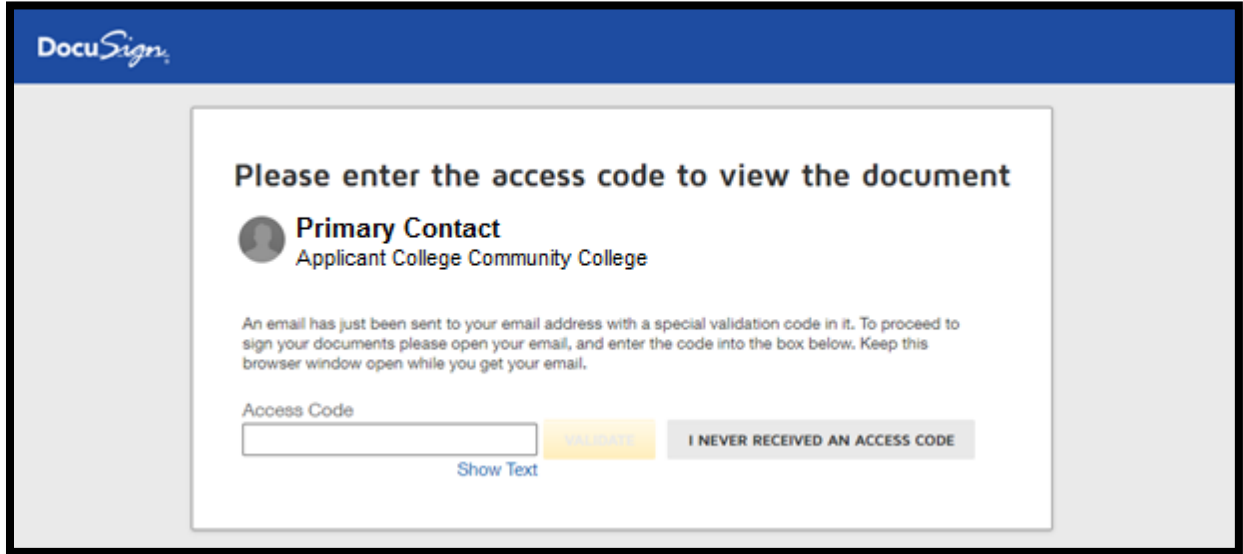 DocuSign
Please enter the access code to view the document
Primary Contact
Applicant College Community College
An email has just been sent to your email address with a special validation code in it. To proceed to
sign your documents please open your email, and enter the code into the box below. Keep this
browser window open while you get your email.
Access Code
VALIDATE I NEVER RECEIVED AN ACCESS CODE
Show Text